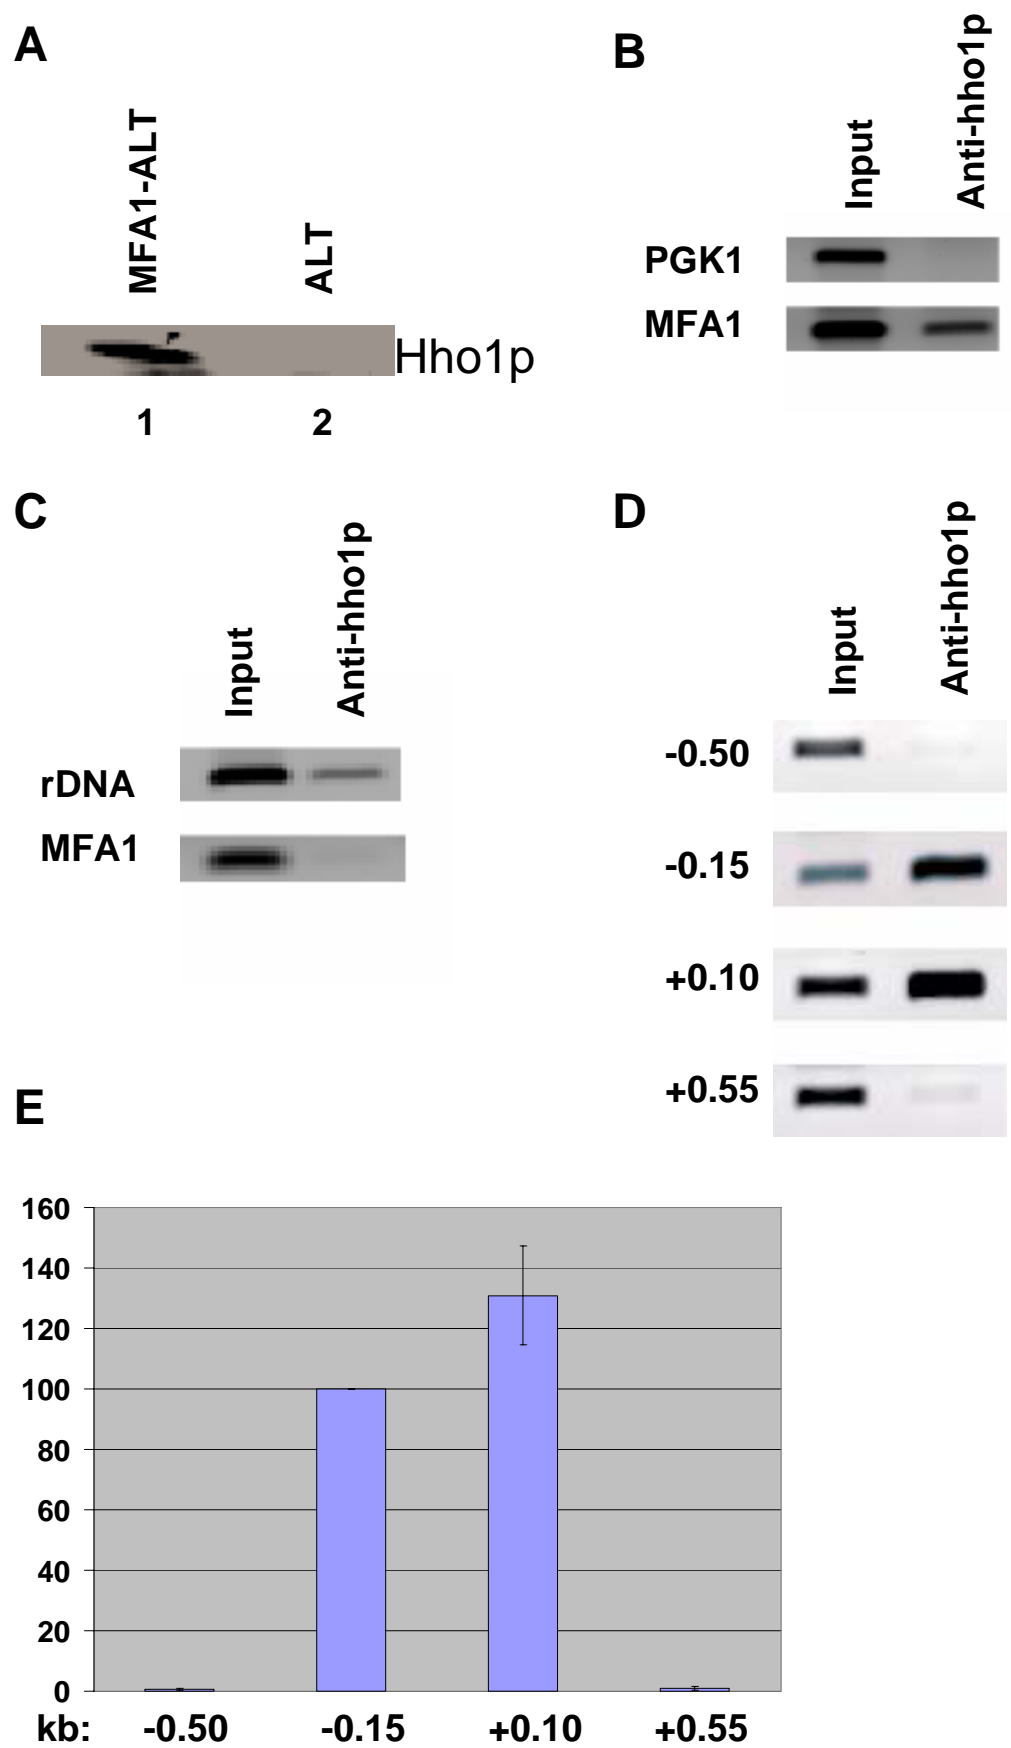 A
MFA1-ALT
ALT
Hho1p
1
2
B
Input
Anti-hho1p
PGK1
MFA1
C
Input
Anti-hho1p
rDNA
MFA1
D
Input
Anti-hho1p
-0.50
-0.15
+0.10
+0.55
E
160
140
120
100
80
60
40
20
0
kb: -0.50 -0.15 +0.10 +0.55